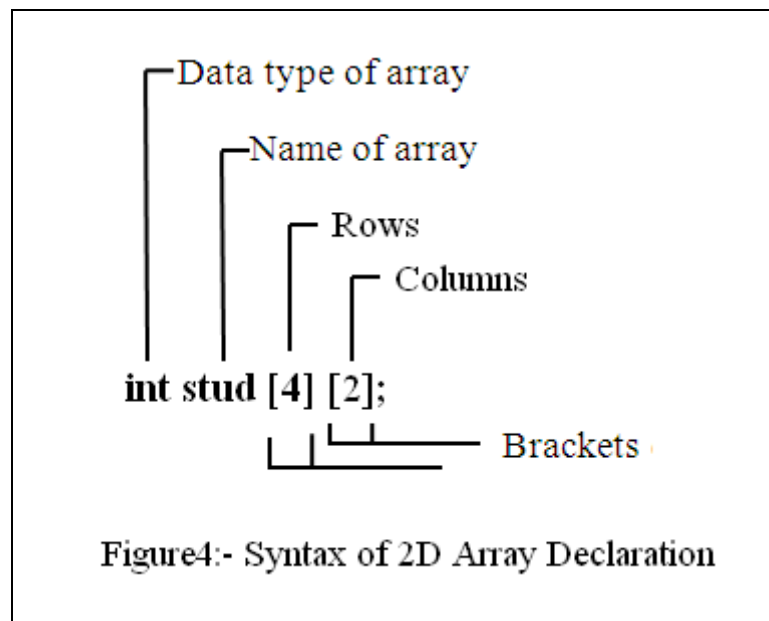 Data type of array
Name of array
Rows
Columns
int stud [4] [2];
Brackets
Figure4:- Syntax of 2D Array Declaration